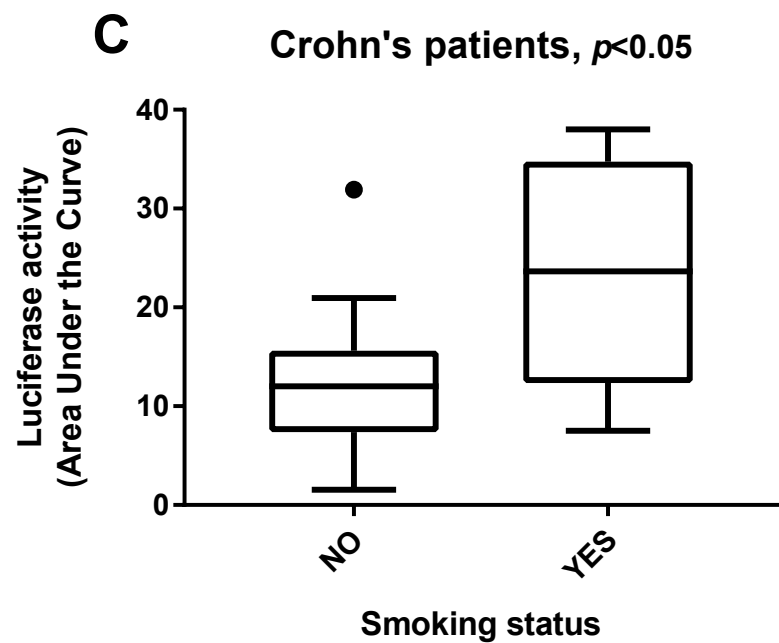 C
Crohn's patients, p<0.05
Luciferase activity
(Area Under the Curve)
40
30
20
10
0
NO
YES
Smoking status